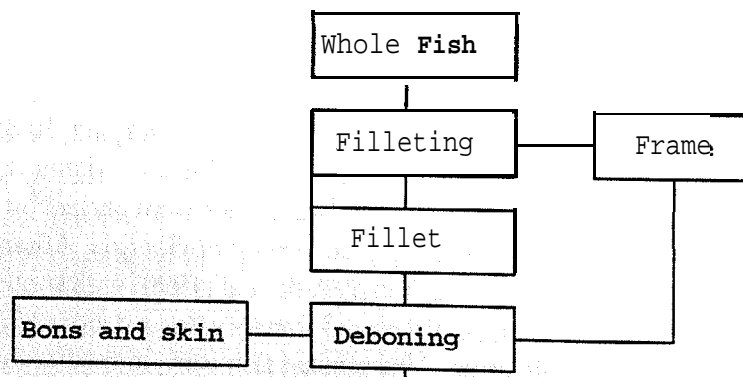 Whole Fish
Filleting
Frame
Fillet
Bons and skin
Deboning